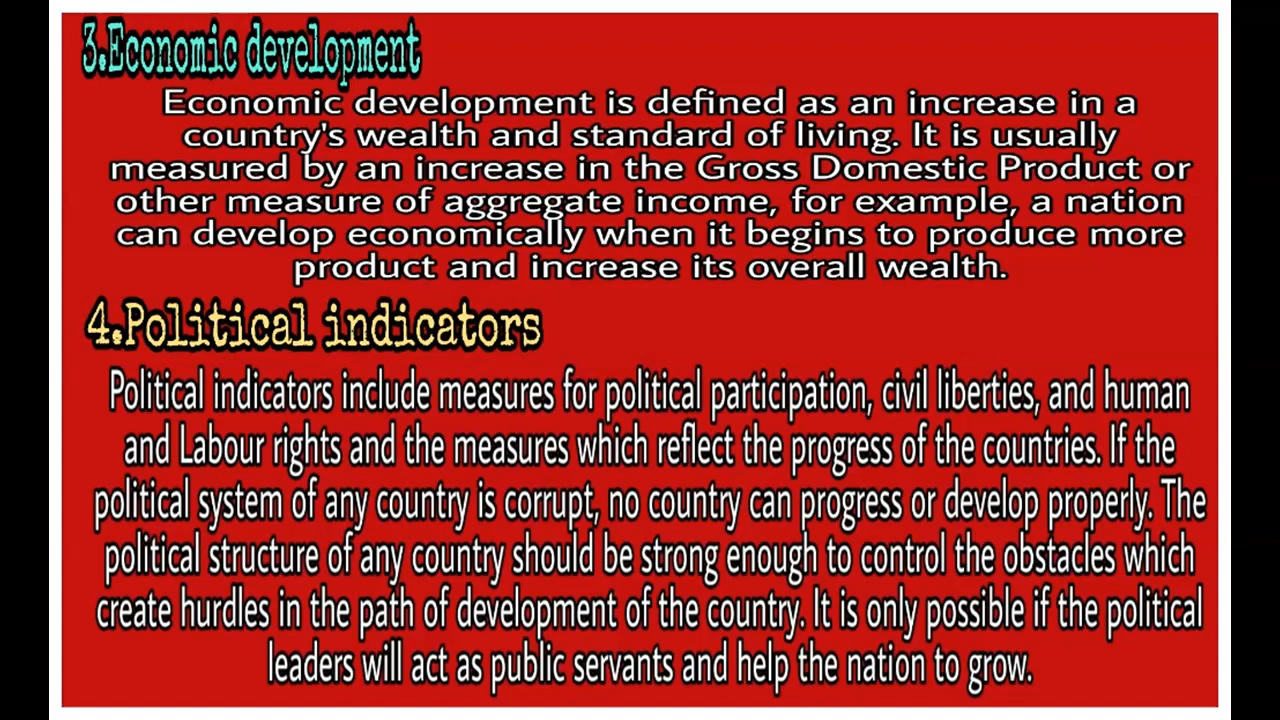 3.Economic development
Economic development is defined as an increase in a
country's wealth and standard of living. It is usually
measured by an increase in the Gross Domestic Product or
other measure of aggregate income, for example, a nation
can develop economically when it begins to produce more
product and increase its overall wealth.
4.Political indicators
Political indicators include measures for political participation, civil liberties, and human
and Labour rights and the measures which reflect the progress of the countries. If the
political system of any country is corrupt, no country can progress or develop properly. The
political structure of any country should be strong enough to control the obstacles which
create hurdles in the path of development of the country. It is only possible if the political
leaders will act as public servants and help the nation to grow.